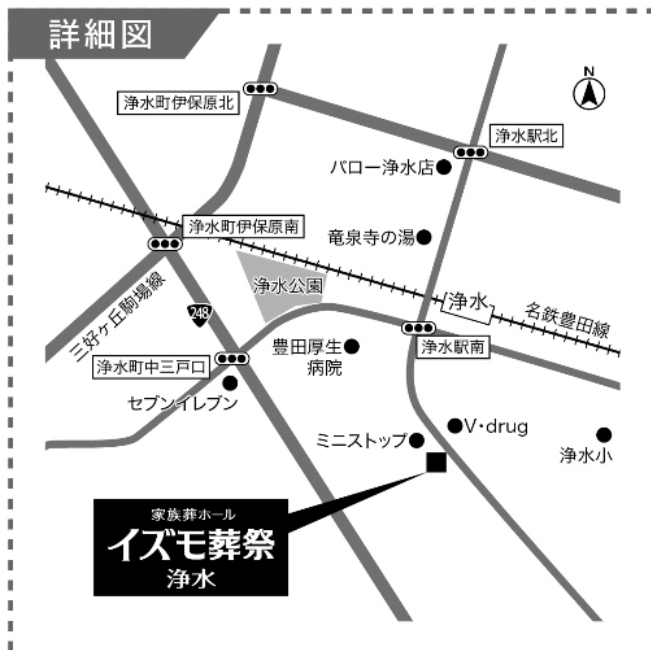 詳細図
N
浄水町伊保原北
浄水駅北
バロー浄水店
浄水町伊保原南
竜泉寺の湯
浄水公園
浄水
名鉄豊田線
三好ヶ丘駒場線
248
豊田厚生
病院
浄水駅南
浄水町中三戸口
セブンイレブン
ミニストップ
V・drug
浄水小
家族葬ホール
イズモ葬祭
浄水